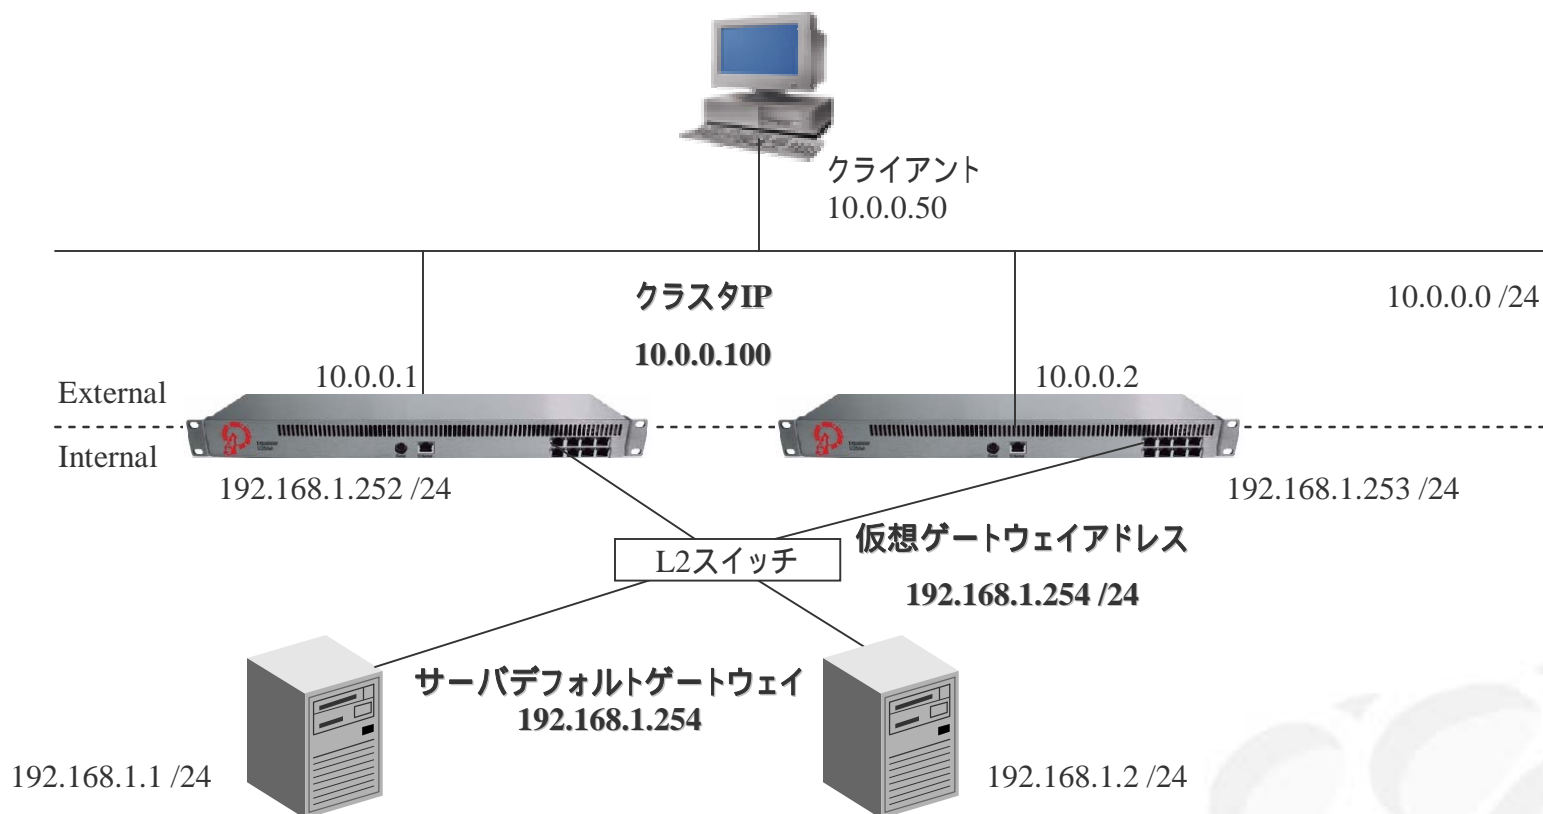 クライアント
10.0.0.50
クラスタIP
10.0.0.0 /24
10.0.0.100
10.0.0.1
10.0.0.2
External
Internal
192.168.1.252 /24
192.168.1.253 /24
仮想ゲートウェイアドレス
L2スイッチ
192.168.1.254 /24
サーバデフォルトゲートウェイ
192.168.1.254
192.168.1.1 /24
192.168.1.2 /24